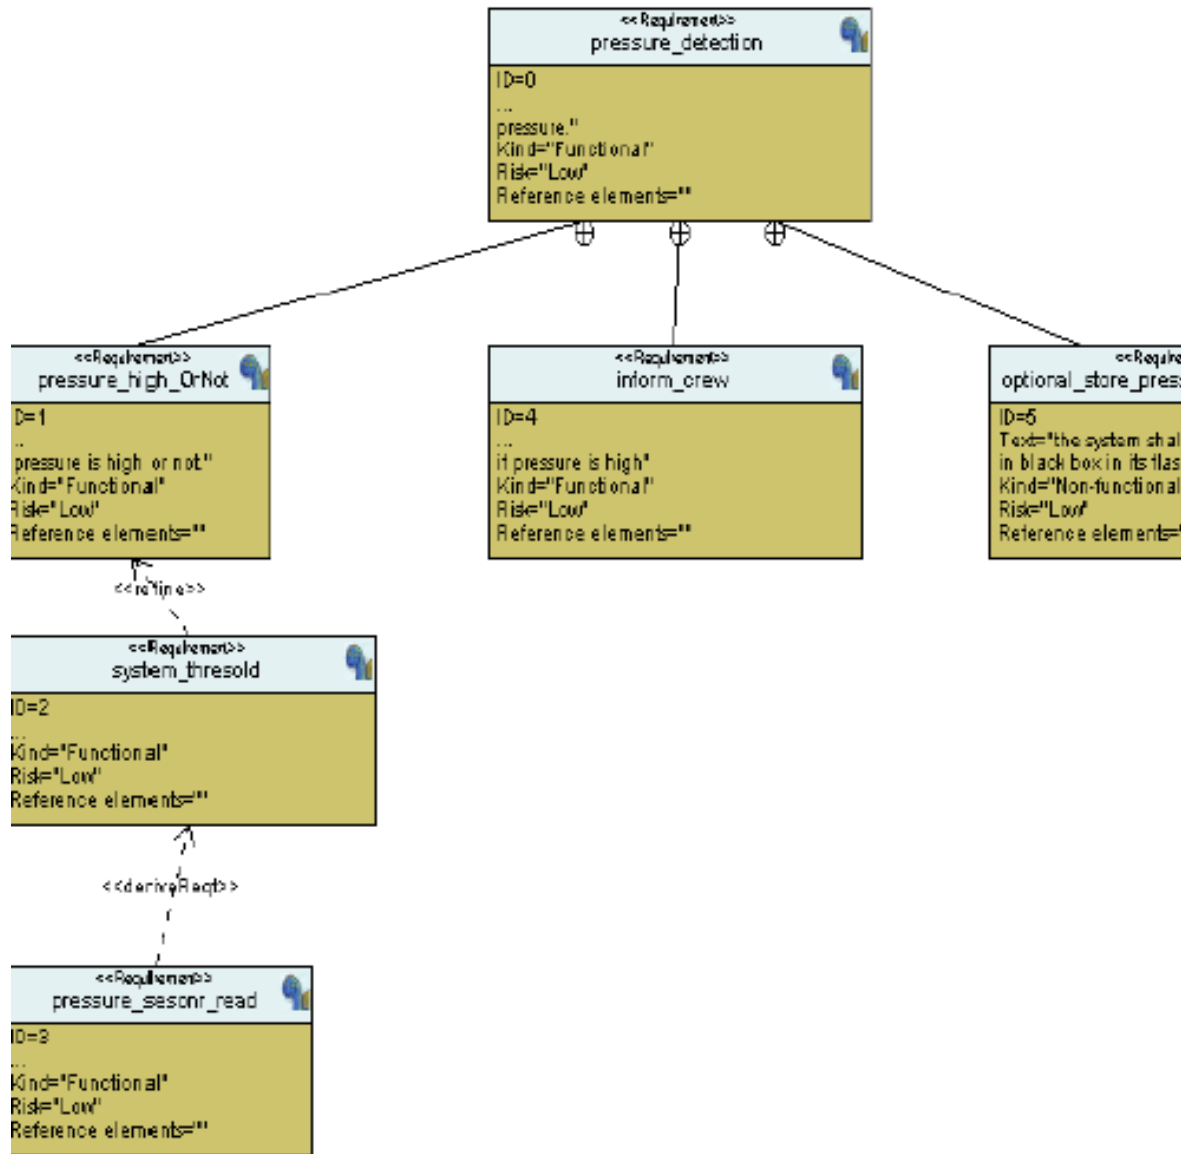 <<Requirement>>
pressure_detection
ID=0
...
pressure."
Kind="Functional"
Risk="Low"
Reference elements=""
<<Requirement>>
pressure_high_OrNot
ID=1
..
pressure is high or not."
Kind="Functional"
Risk="Low"
Reference elements=""
<<Requirement>>
inform_crew
ID=4
...
if pressure is high"
Kind="Functional"
Risk="Low"
Reference elements=""
<<Require
optional_store_press
ID=5
Text="the system shal
in black box in its flas
Kind="Non-functional
Risk="Low"
Reference elements="
<<refine>>
<<Requirement>>
system_thresold
ID=2
...
Kind="Functional"
Risk="Low"
Reference elements=""
<<deriveReqt>>
<<Requirement>>
pressure_sesonr_read
ID=3
...
Kind="Functional"
Risk="Low"
Reference elements=""